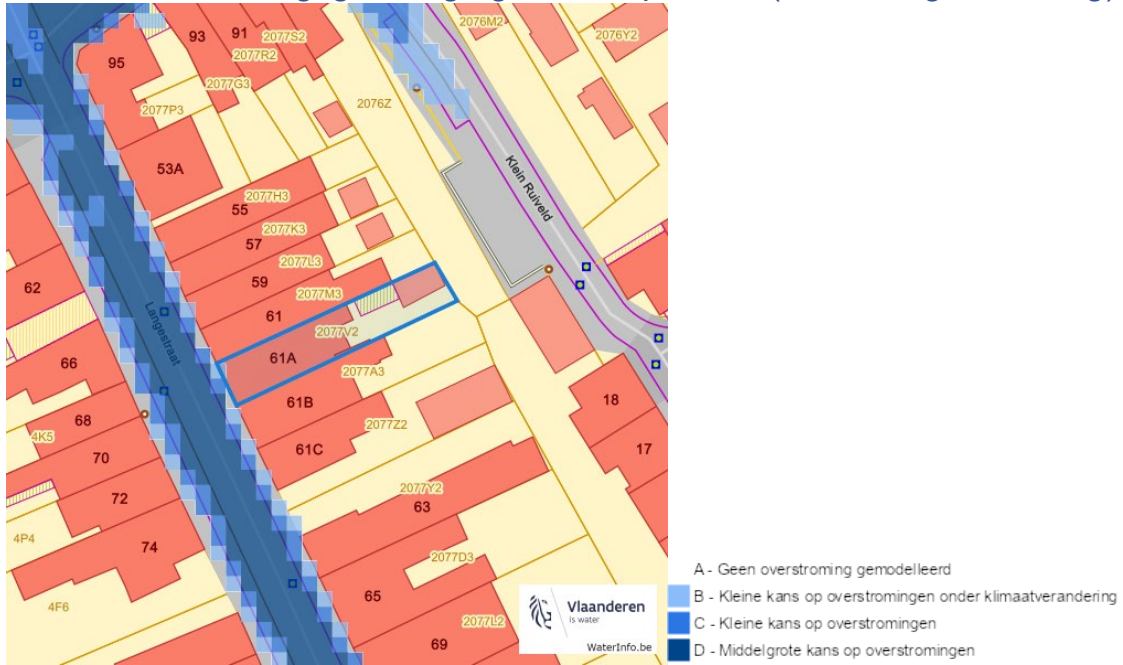 95
93
91
2077S2
2077R2
2077G3
2077P3
2076M2
2076Y2
2076Z
53A
2077H3
55
2077K3
57
2077L3
59
2077M3
61
2077V2
61A
2077A3
61B
61C
2077Z2
2077Y2
63
2077D3
65
2077L2
69
62
66
68
4K5
70
72
4P4
74
4F6
18
17
Klein Ruiveld
Langestraat
Vlaanderen
is water
WaterInfo.be
A - Geen overstroming gemodelleerd
B - Kleine kans op overstromingen onder klimaatverandering
C - Kleine kans op overstromingen
D - Middelgrote kans op overstromingen